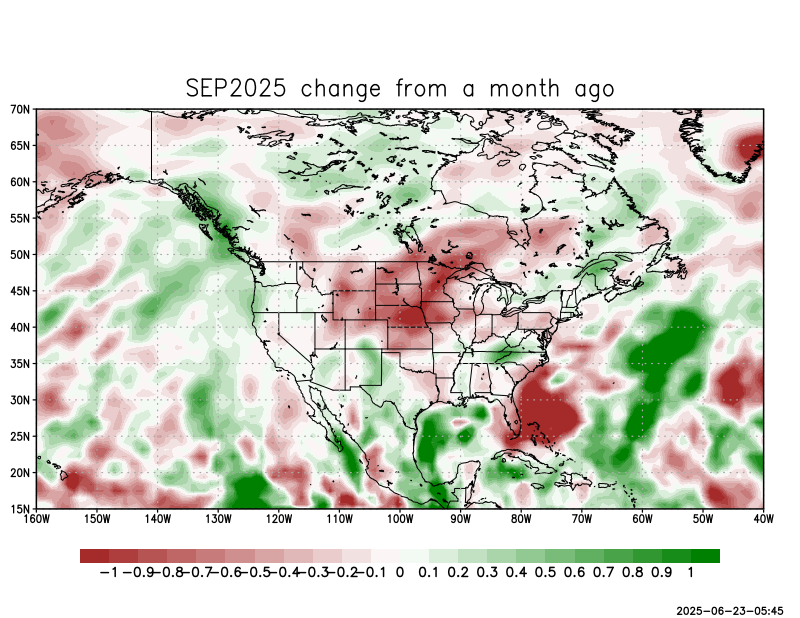 SEP2025 change from a month ago
70N
65N
60N
55N
50N
45N
40N
35N
30N
25N
20N
15N
160W 150W 140W 130W 120W 110W 100W 90W 80W 70W 60W 50W 40W
-1 -0.9 -0.8 -0.7 -0.6 -0.5 -0.4 -0.3 -0.2 -0.1 0 0.1 0.2 0.3 0.4 0.5 0.6 0.7 0.8 0.9 1
2025-06-23-05:45